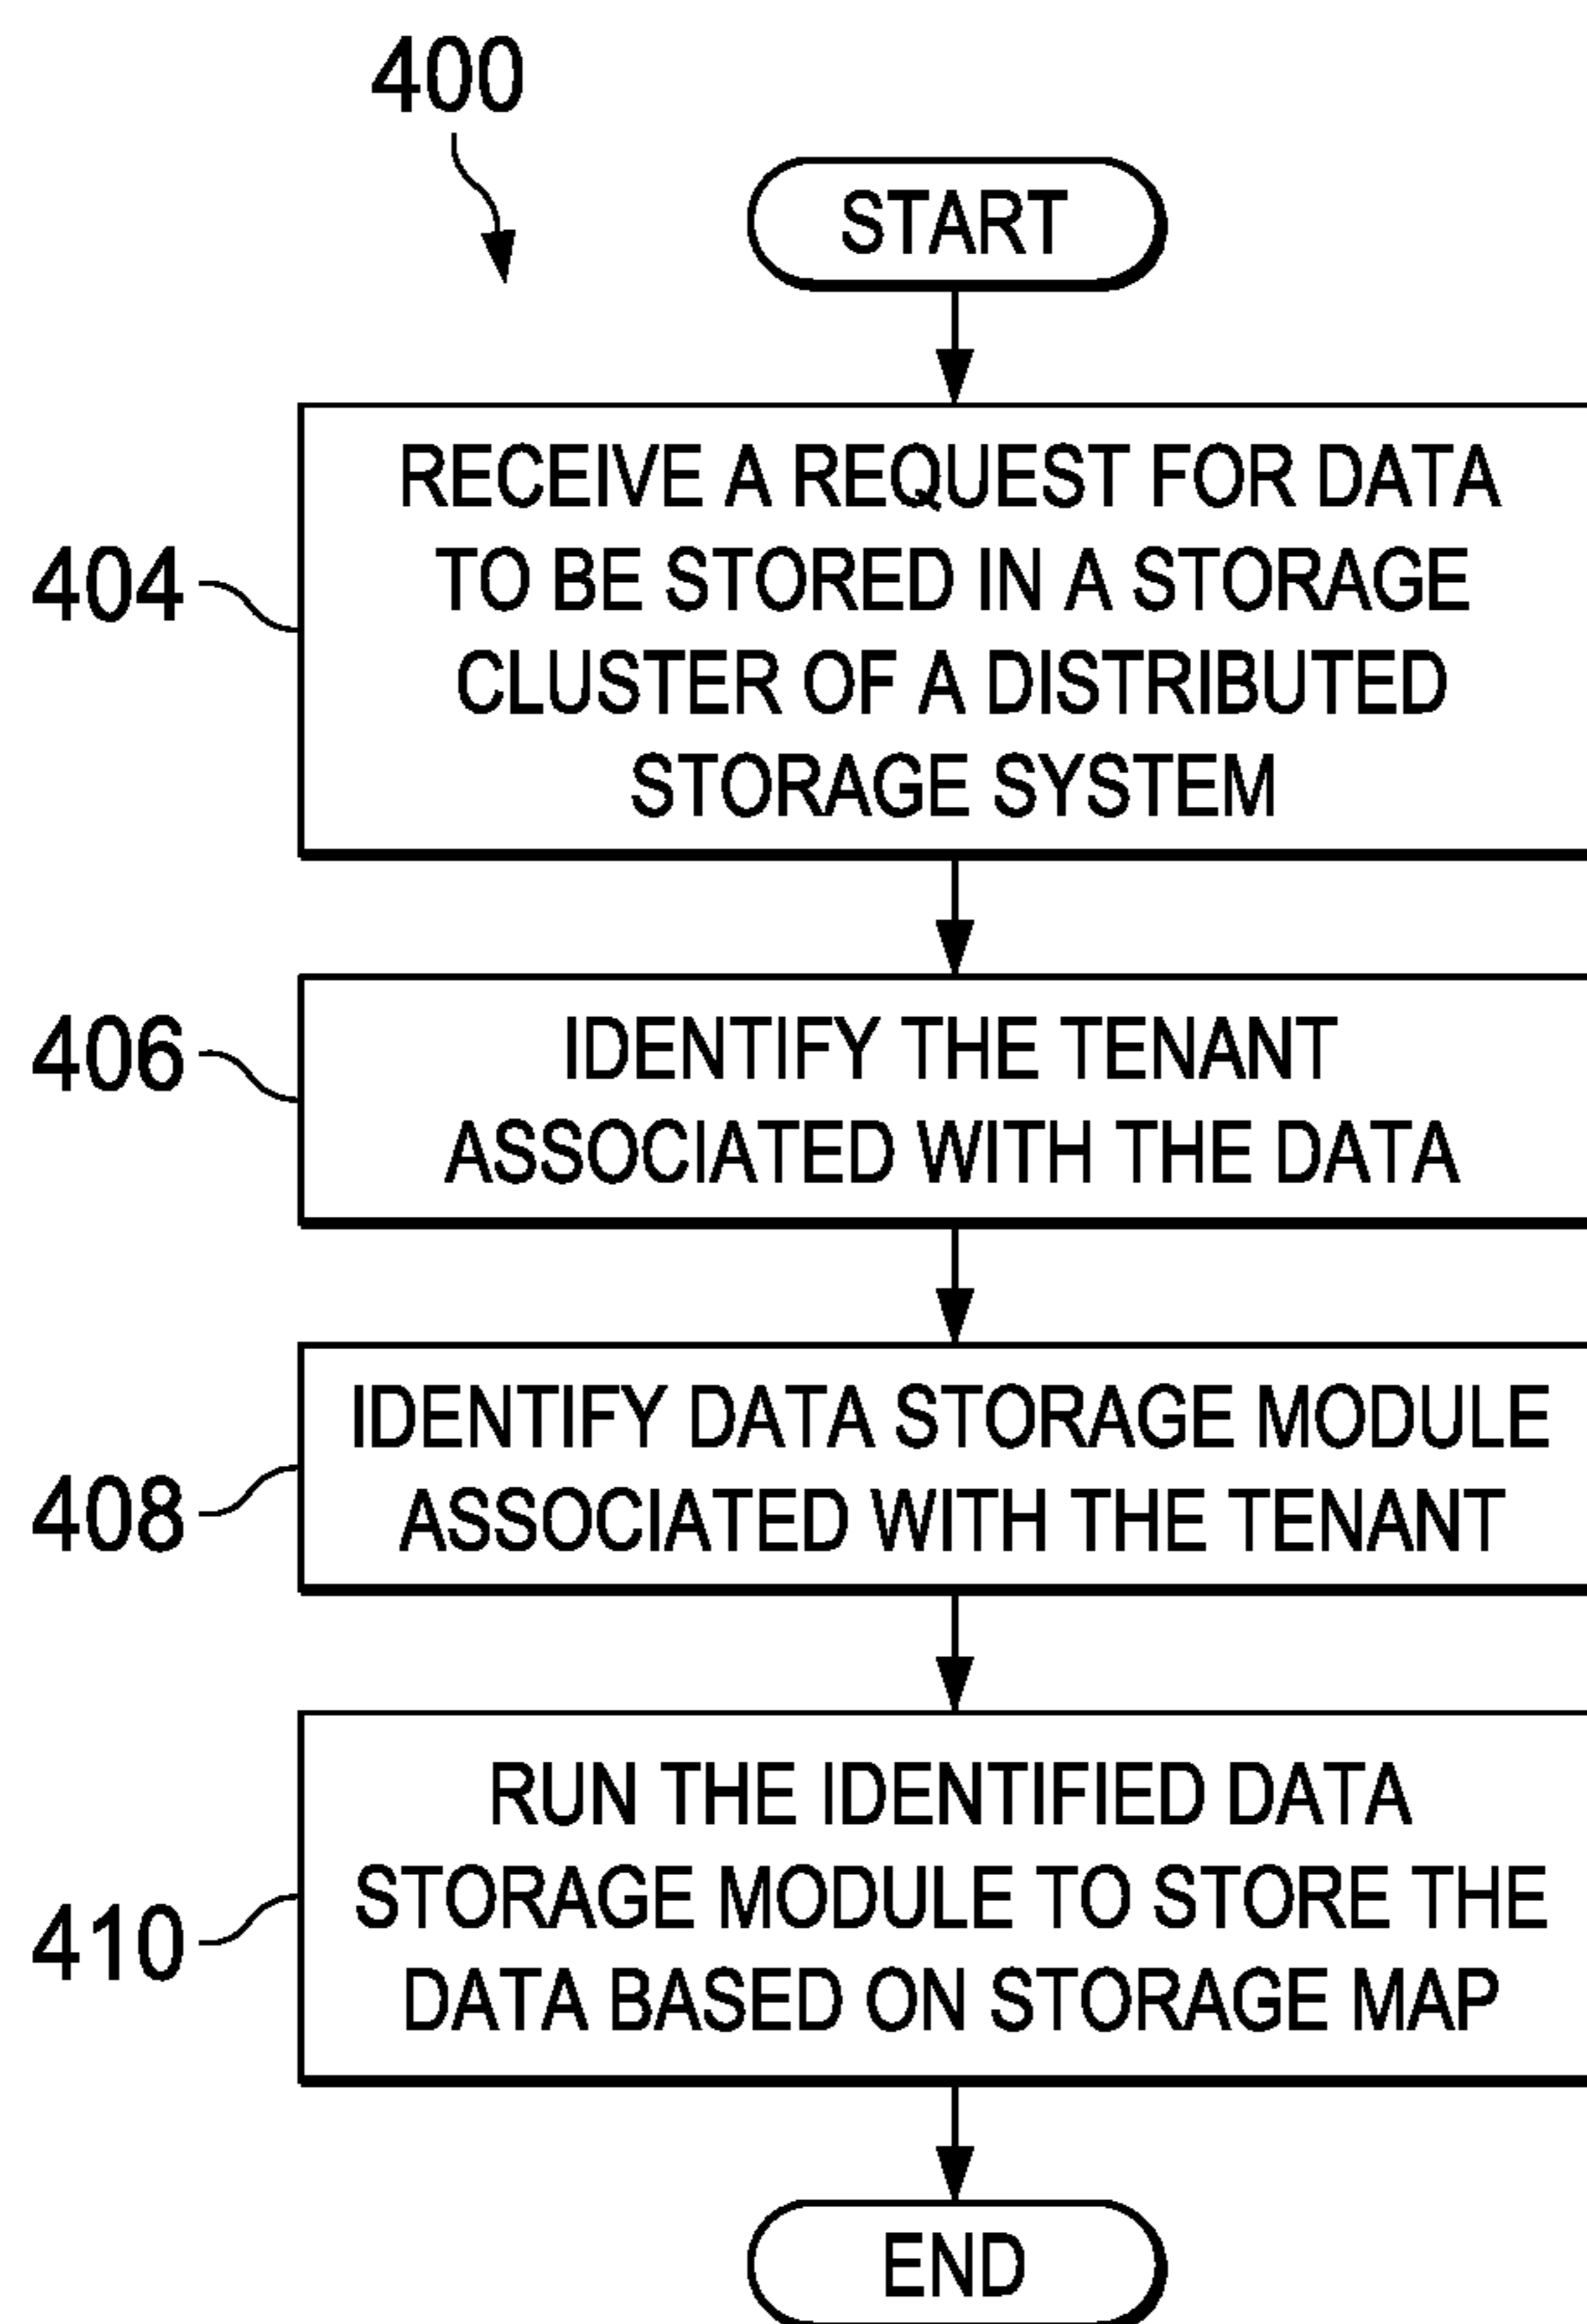 400
START
RECEIVE A REQUEST FOR DATA
TO BE STORED IN A STORAGE
CLUSTER OF A DISTRIBUTED
STORAGE SYSTEM
404
IDENTIFY THE TENANT
ASSOCIATED WITH THE DATA
406
IDENTIFY DATA STORAGE MODULE
ASSOCIATED WITH THE TENANT
408
RUN THE IDENTIFIED DATA
STORAGE MODULE TO STORE THE
DATA BASED ON STORAGE MAP
410
END